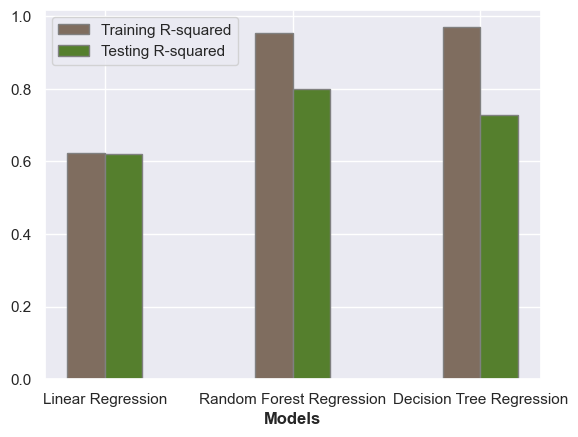 Training R-squared
Testing R-squared
1.0
0.8
0.6
0.4
0.2
0.0
Linear Regression Random Forest Regression Decision Tree Regression
Models